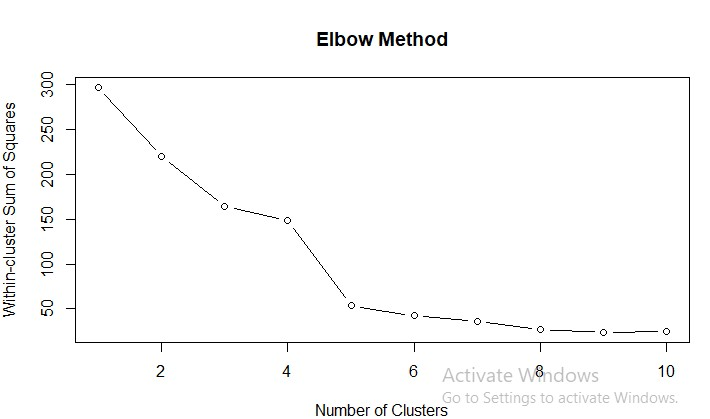 Elbow Method
Within-cluster Sum of Squares
300
250
200
150
100
50
2 4 6 8 10
Number of Clusters
Activate Windows
Go to Settings to activate Windows.